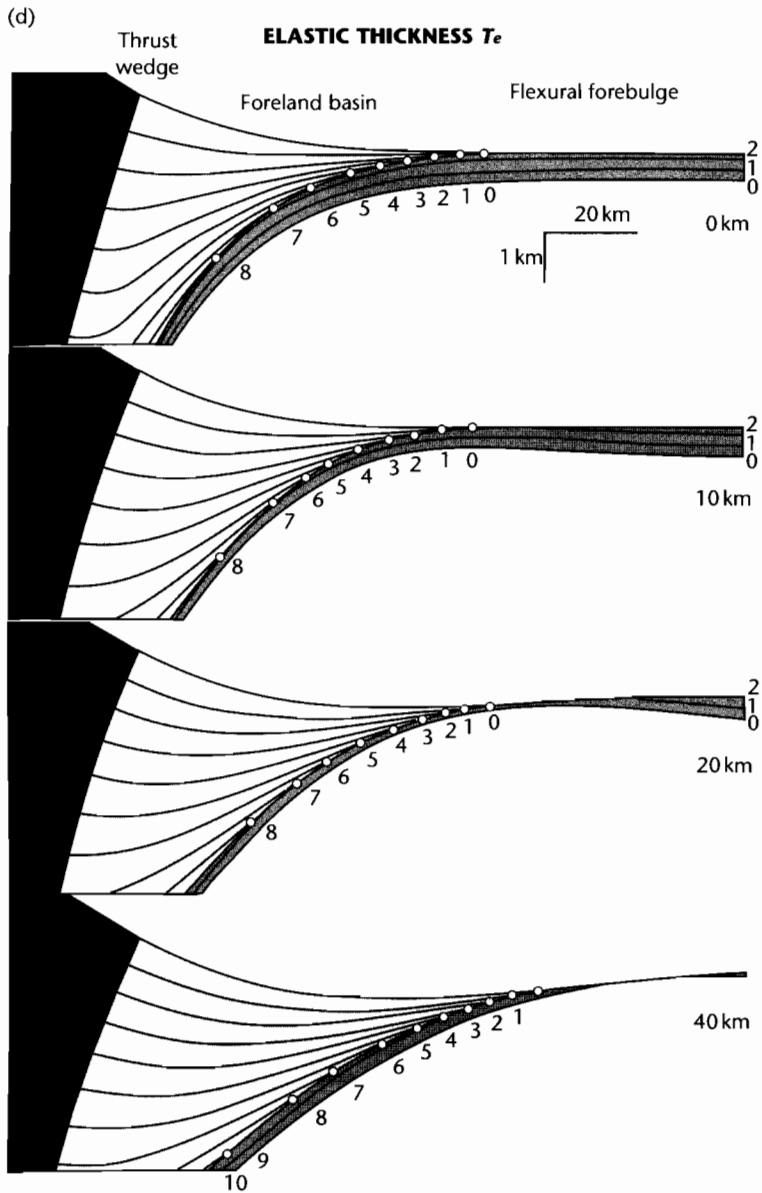 (d)
ELASTIC THICKNESS Te
Thrust
wedge
Foreland basin
Flexural forebulge
2
1
0
8 7 6 5 4 3 2 1 0
20 km
1 km
0 km
2
1
0
8 7 6 5 4 3 2 1 0
10 km
2
1
0
8 7 6 5 4 3 2 1 0
20 km
10 9 8 7 6 5 4 3 2 1
40 km